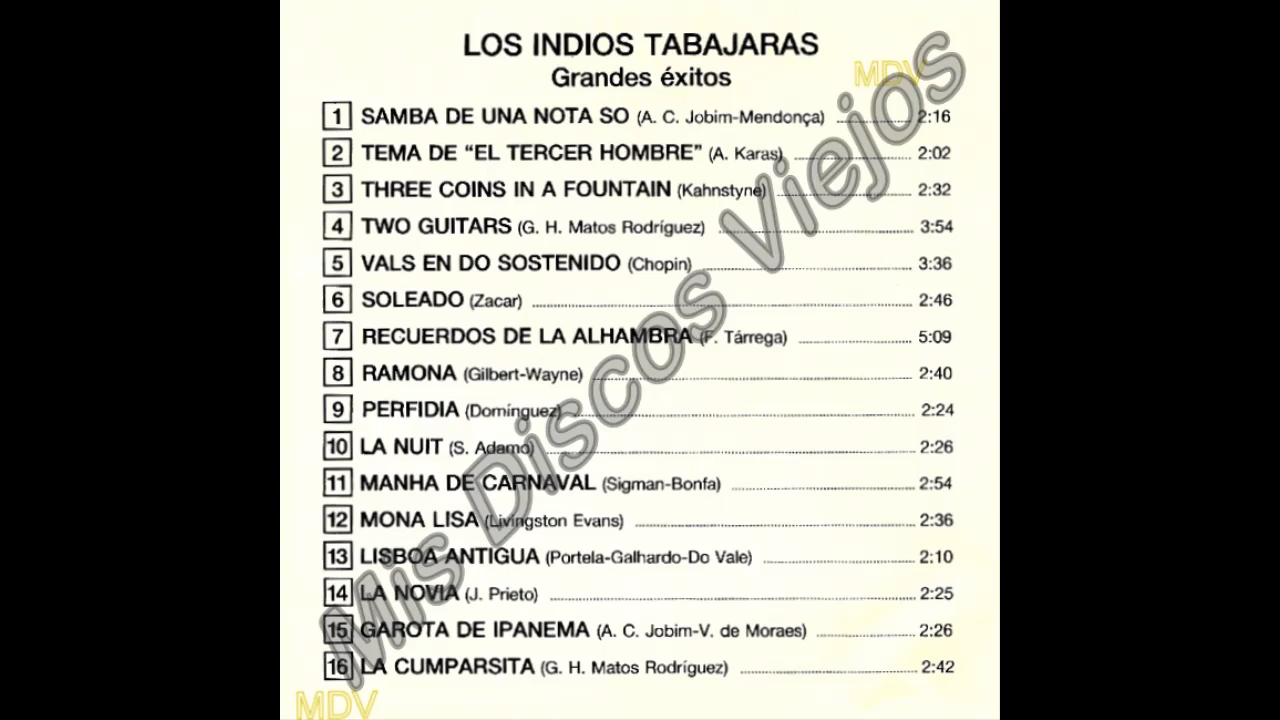 LOS INDIOS TABAJARAS
Grandes éxitos
MDV
1 SAMBA DE UNA NOTA SO (A. C. Jobim-Mendonça) 2:16
2 TEMA DE “EL TERCER HOMBRE” (A. Karas) 2:02
3 THREE COINS IN A FOUNTAIN (Kahnstyne) 2:32
4 TWO GUITARS (G. H. Matos Rodríguez) 3:54
5 VALS EN DO SOSTENIDO (Chopin) 3:36
6 SOLEADO (Zacar) 2:46
7 RECUERDOS DE LA ALHAMBRA (F. Tárrega) 5:09
8 RAMONA (Gilbert-Wayne) 2:40
9 PERFIDIA (Domínguez) 2:24
10 LA NUIT (S. Adamo) 2:26
11 MANHA DE CARNAVAL (Sigman-Bonfa) 2:54
12 MONA LISA (Livingston Evans) 2:36
13 LISBOA ANTIGUA (Portela-Galhardo-Do Vale) 2:10
14 LA NOVIA (J. Prieto) 2:25
15 GAROTA DE IPANEMA (A. C. Jobim-V. de Moraes) 2:26
16 LA CUMPARSITA (G. H. Matos Rodríguez) 2:42
Mis Discos Viejos
MDV